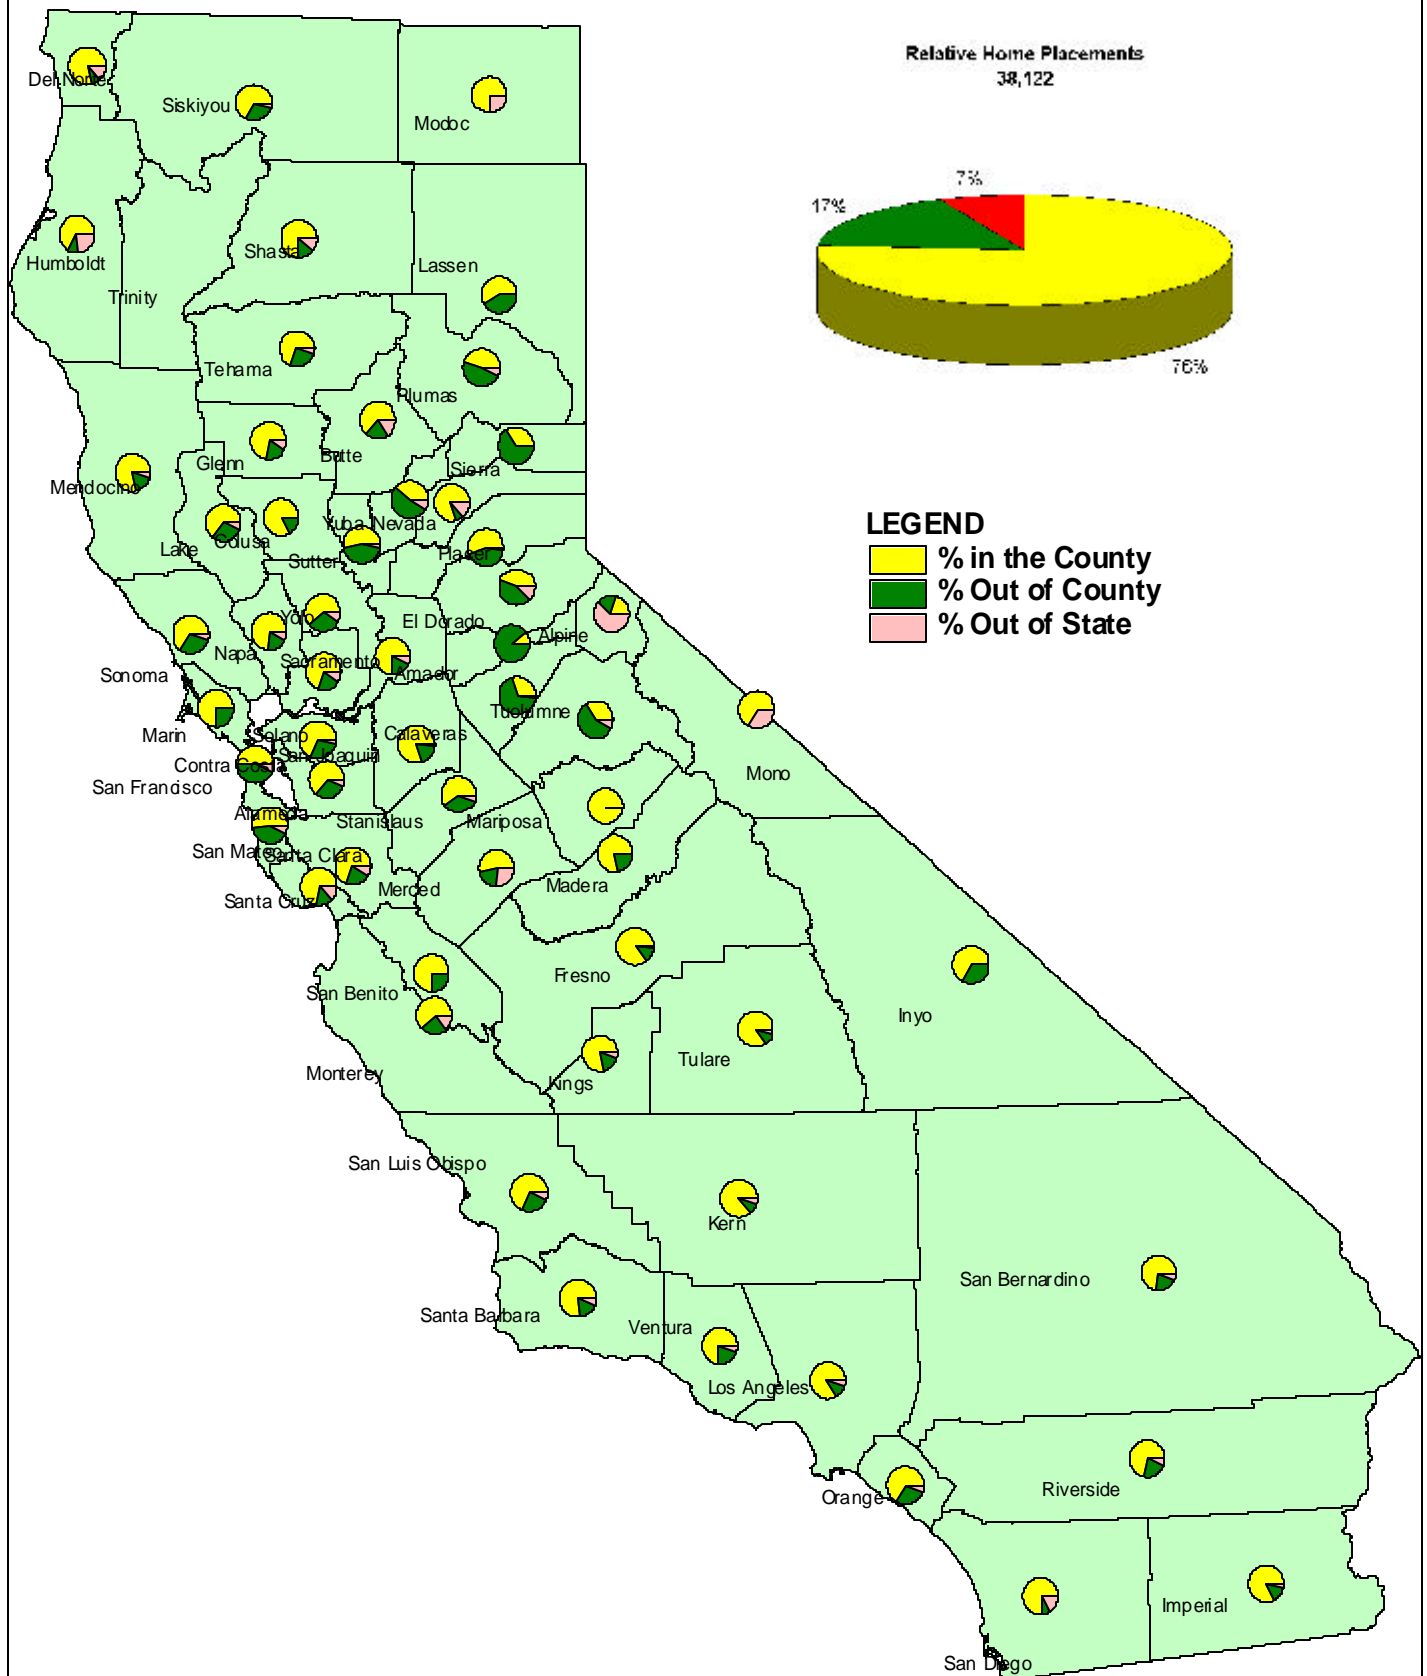 Relative Home Placements
38,122
7%
17%
76%
LEGEND
% in the County
% Out of County
% Out of State
Del Norte
Siskiyou
Modoc
Humboldt
Trinity
Shasta
Lassen
Tehama
Plumas
Glenn
Butte
Sierra
Mendocino
Lake
Colusa
Sutter
Yuba
Nevada
Placer
Sonoma
Napa
Yolo
El Dorado
Alpine
Sacramento
Amador
Marin
Solano
San Joaquin
Calaveras
Tuolumne
Contra Costa
San Francisco
Mono
Alameda
Stanislaus
Mariposa
San Mateo
Santa Clara
Merced
Madera
Santa Cruz
San Benito
Fresno
Inyo
Monterey
Kings
Tulare
San Luis Obispo
Kern
San Bernardino
Santa Barbara
Ventura
Los Angeles
Orange
Riverside
Imperial
San Diego